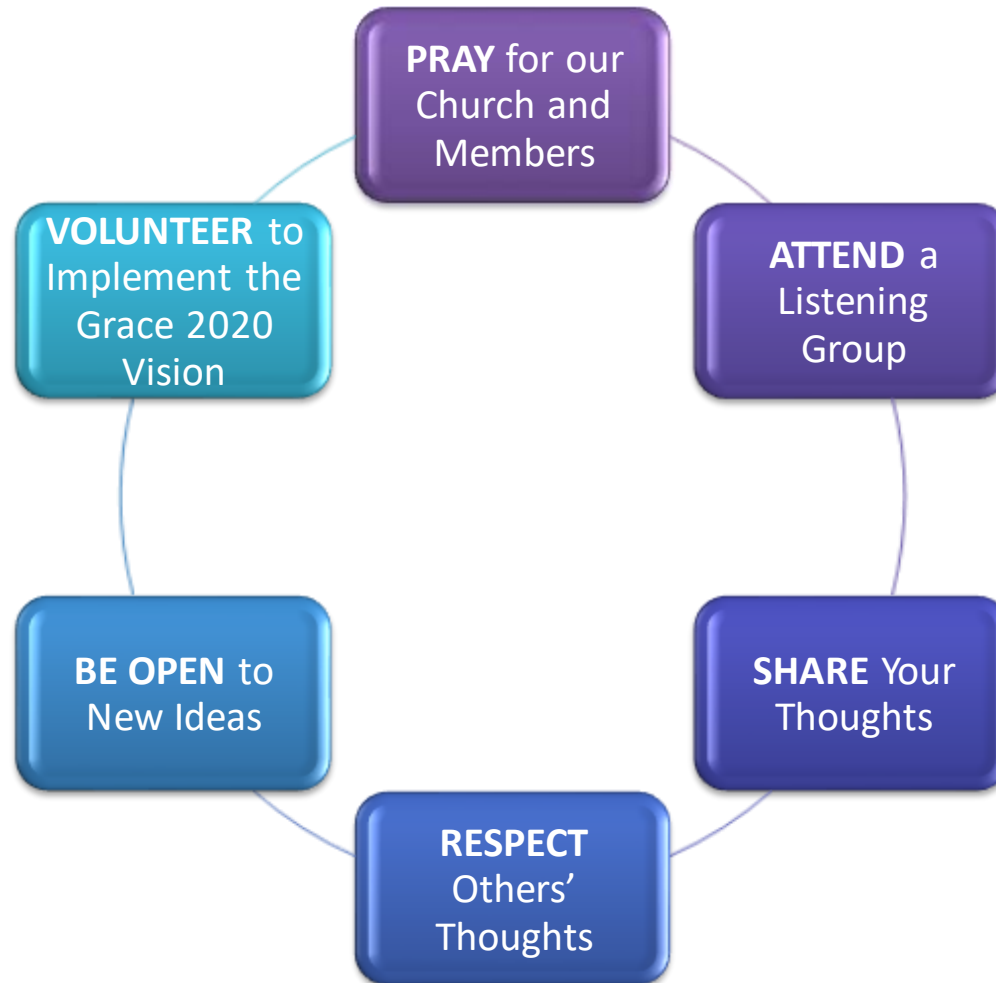 PRAY for our
Church and
Members
ATTEND a
Listening
Group
SHARE Your
Thoughts
RESPECT
Others’
Thoughts
BE OPEN to
New Ideas
VOLUNTEER to
Implement the
Grace 2020
Vision